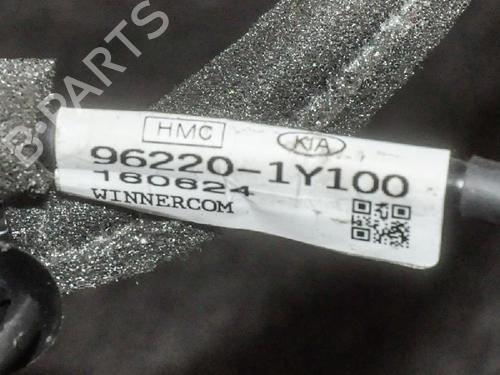 HMC KIA
96220-1Y100
160624
WINNERCOM
B-PARTS